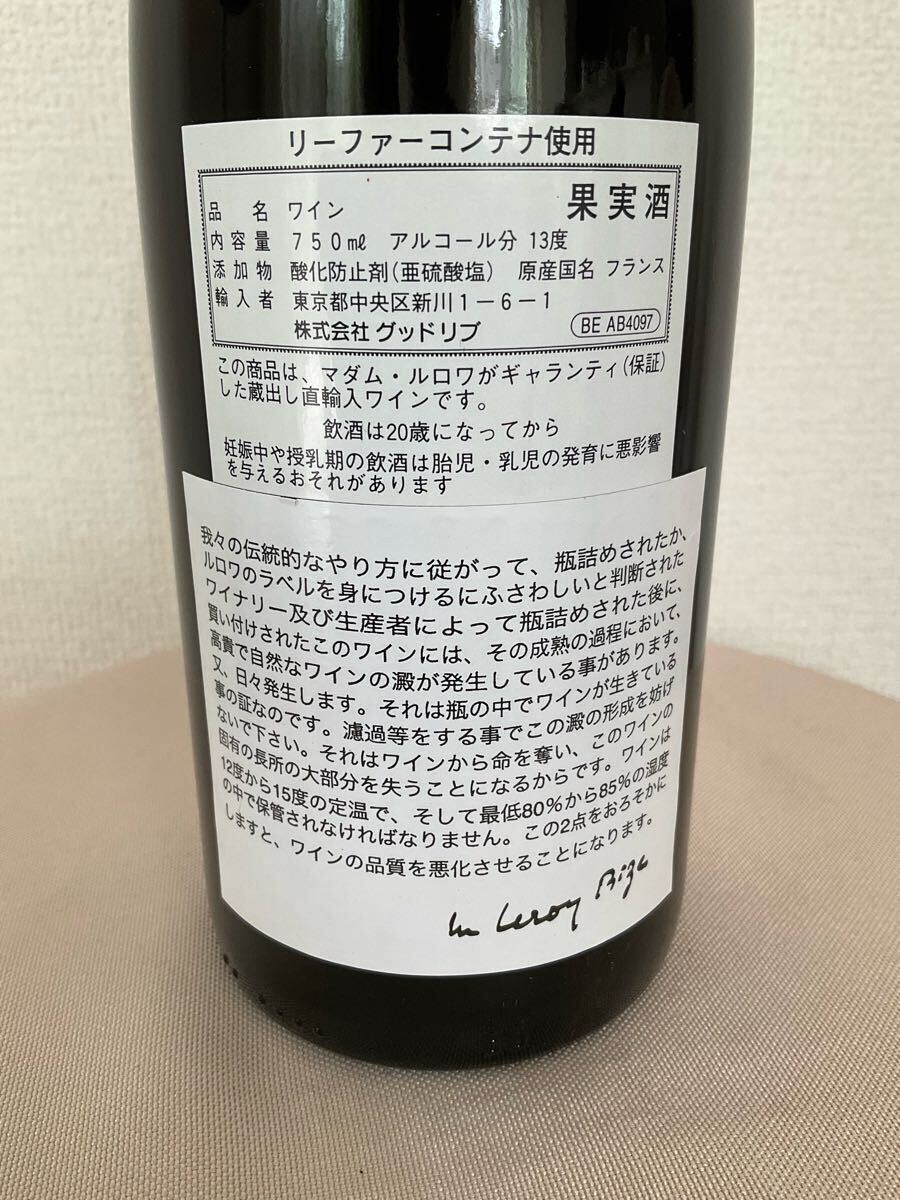 リーファーコンテナ使用
果実酒
品名 ワイン
内容量 750ml アルコール分 13度
添加物 酸化防止剤(亜硫酸塩) 原産国名 フランス
輸入者 東京都中央区新川1-6-1
株式会社 グッドリブ BE AB4097
この商品は、マダム・ルロワがギャランティ(保証)
した蔵出し直輸入ワインです。
飲酒は20歳になってから
妊娠中や授乳期の飲酒は胎児・乳児の発育に悪影響
を与えるおそれがあります
我々の伝統的なやり方に従がって、瓶詰めされたか、
ルロワのラベルを身につけるにふさわしいと判断された
ワイナリー及び生産者によって瓶詰めされた後に、
買い付けされたこのワインには、その成熟の過程において、
高貴で自然なワインの澱が発生している事があります。
又、日々発生します。それは瓶の中でワインが生きている
事の証なのです。濾過等をする事でこの澱の形成を妨げ
ないで下さい。それはワインから命を奪い、このワインの
固有の長所の大部分を失うことになるからです。ワインは
12度から15度の定温で、そして最低80%から85%の湿度
の中で保管されなければなりません。この2点をおろそかに
しますと、ワインの品質を悪化させることになります。
Leroy Bize